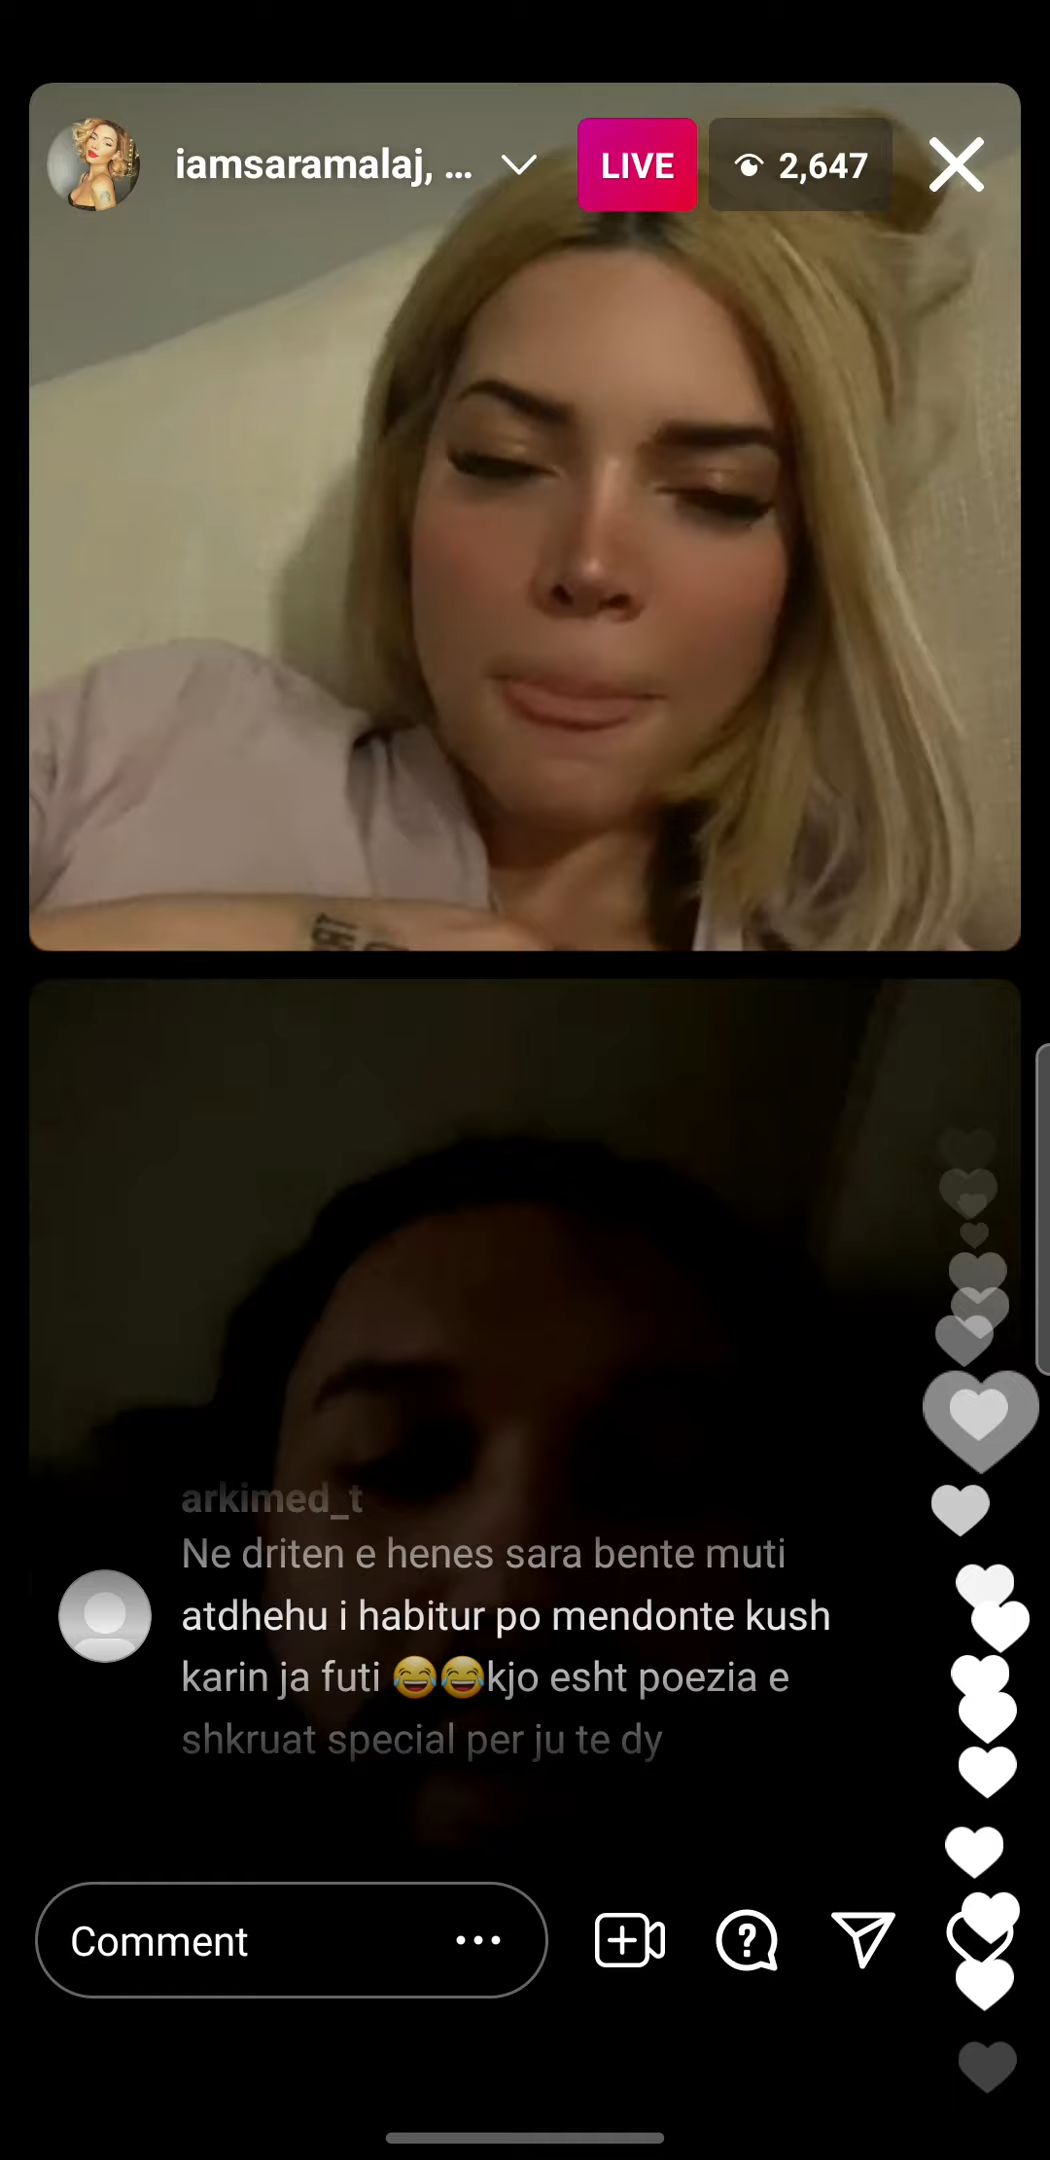 iamsaramalaj, ...
LIVE
2,647
arkimed_t
Ne driten e henes sara bente muti
atdhehu i habitur po mendonte kush
karin ja futi 😂😂kjo esht poezia e
shkruat special per ju te dy
Comment